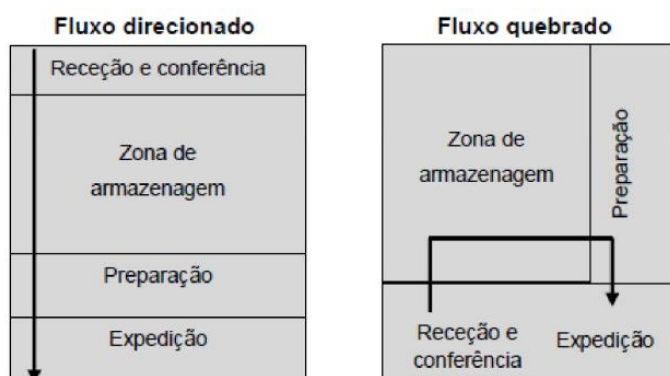 Fluxo direcionado
Receção e conferência
Zona de
armazenagem
Preparação
Expedição
Fluxo quebrado
Zona de
armazenagem
Preparação
Receção e
conferência
Expedição